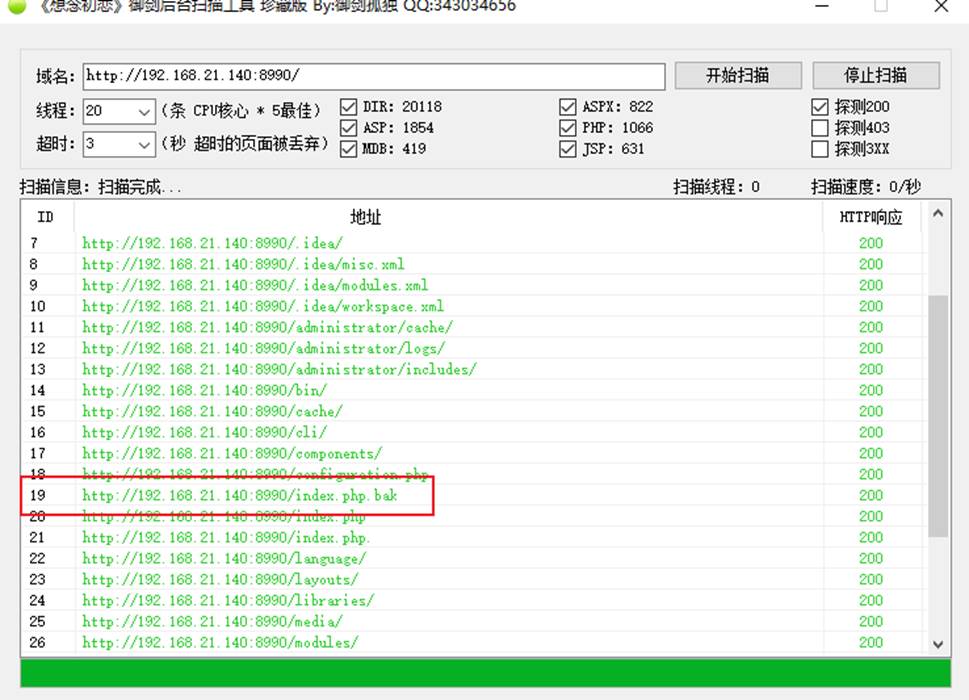 《想念初恋》御剑后台扫描工具 珍藏版 By:御剑孤独 QQ:343034656
域名: http://192.168.21.140:8990/ 开始扫描 停止扫描
线程: 20 (条 CPU核心 * 5最佳) DIR: 20118 ASPX: 822 探测200
ASP: 1854 PHP: 1066 探测403
超时: 3 (秒 超时的页面被丢弃) MDB: 419 JSP: 631 探测3XX
扫描信息: 扫描完成... 扫描线程: 0 扫描速度: 0/秒
ID 地址 HTTP响应
7 http://192.168.21.140:8990/.idea/ 200
8 http://192.168.21.140:8990/.idea/misc.xml 200
9 http://192.168.21.140:8990/.idea/modules.xml 200
10 http://192.168.21.140:8990/.idea/workspace.xml 200
11 http://192.168.21.140:8990/administrator/cache/ 200
12 http://192.168.21.140:8990/administrator/logs/ 200
13 http://192.168.21.140:8990/administrator/includes/ 200
14 http://192.168.21.140:8990/bin/ 200
15 http://192.168.21.140:8990/cache/ 200
16 http://192.168.21.140:8990/cli/ 200
17 http://192.168.21.140:8990/components/ 200
18 http://192.168.21.140:8990/configuration.php 200
19 http://192.168.21.140:8990/index.php.bak 200
20 http://192.168.21.140:8990/index.php 200
21 http://192.168.21.140:8990/index.php. 200
22 http://192.168.21.140:8990/language/ 200
23 http://192.168.21.140:8990/layouts/ 200
24 http://192.168.21.140:8990/libraries/ 200
25 http://192.168.21.140:8990/media/ 200
26 http://192.168.21.140:8990/modules/ 200